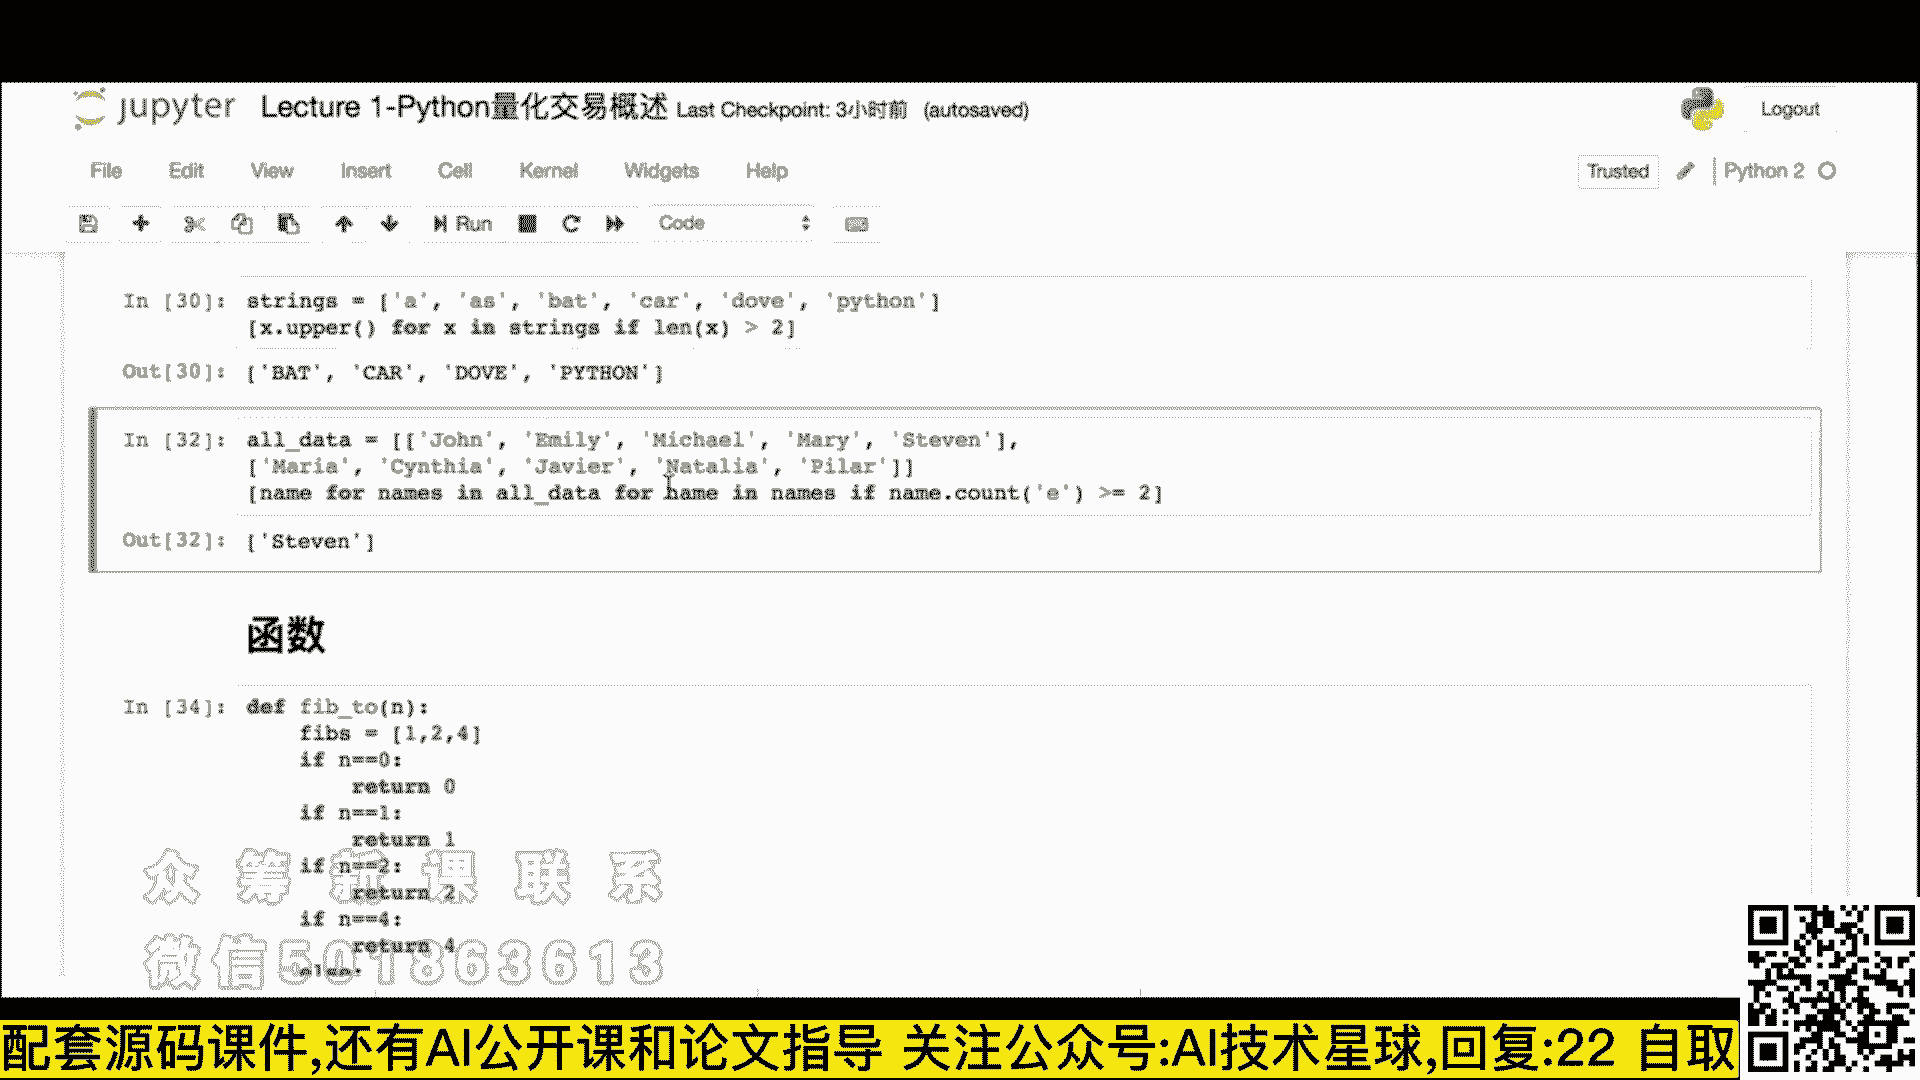 jupyter Lecture 1-Python量化交易概述 Last Checkpoint: 3小时前 (autosaved)
Logout
File Edit View Insert Cell Kernel Widgets Help
Trusted Python 2
Run Code
In [30]: strings = ['a', 'as', 'bat', 'car', 'dove', 'python']
[x.upper() for x in strings if len(x) > 2]
Out[30]: ['BAT', 'CAR', 'DOVE', 'PYTHON']
In [32]: all_data = [['John', 'Emily', 'Michael', 'Mary', 'Steven'],
['Maria', 'Cynthia', 'Javier', 'Natalia', 'Pilar']]
[name for names in all_data for name in names if name.count('e') >= 2]
Out[32]: ['Steven']
函数
In [34]: def fib_to(n):
fibs = [1,2,4]
if n==0:
return 0
if n==1:
return 1
if n==2:
return 2
if n==4:
return 4
else:
众筹新课联系
微信501863613
配套源码课件,还有AI公开课和论文指导 关注公众号:AI技术星球,回复:22 自取